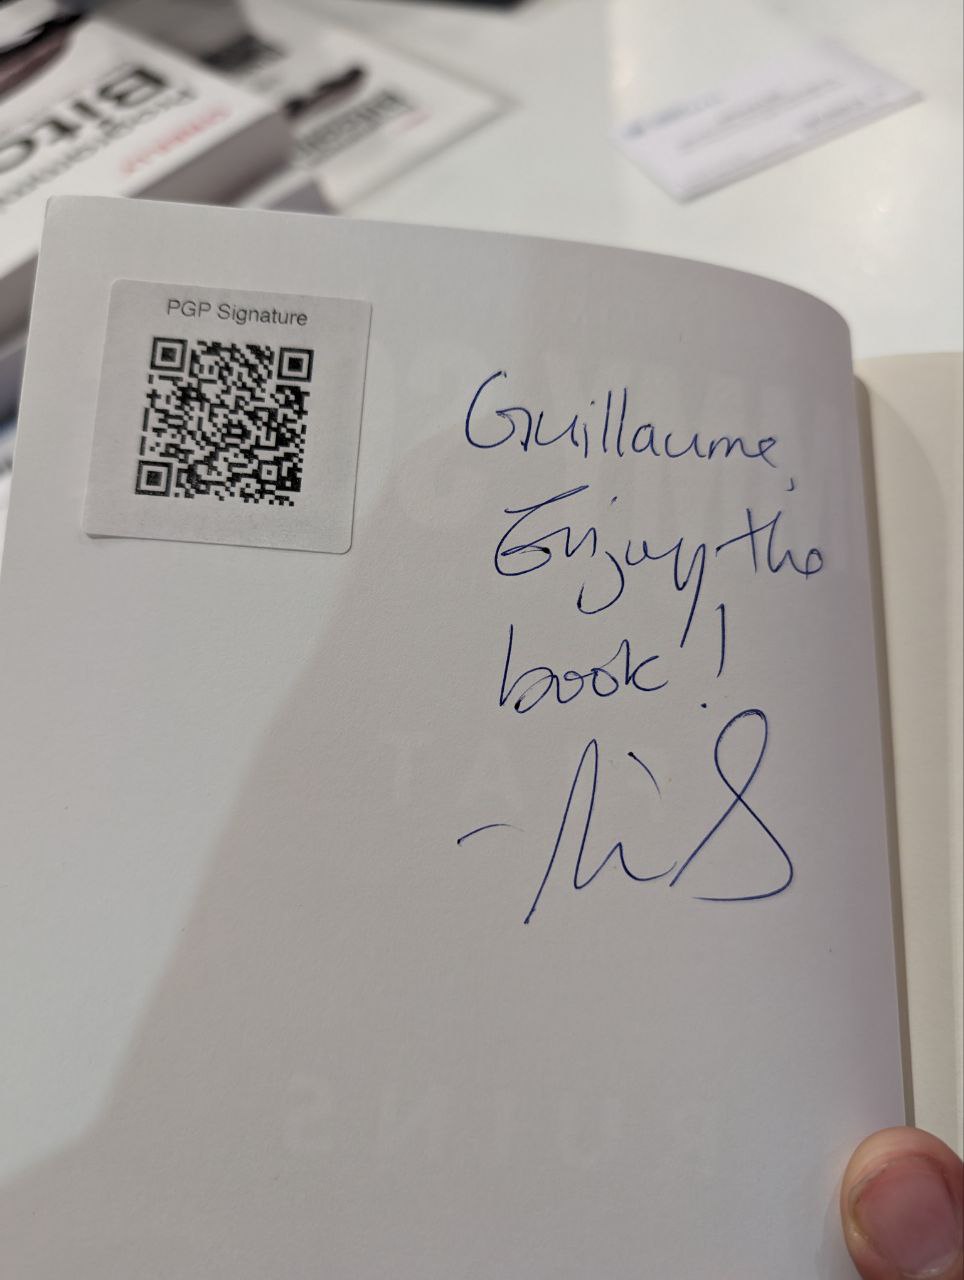 PGP Signature
Guillaume,
Enjoy the
book!